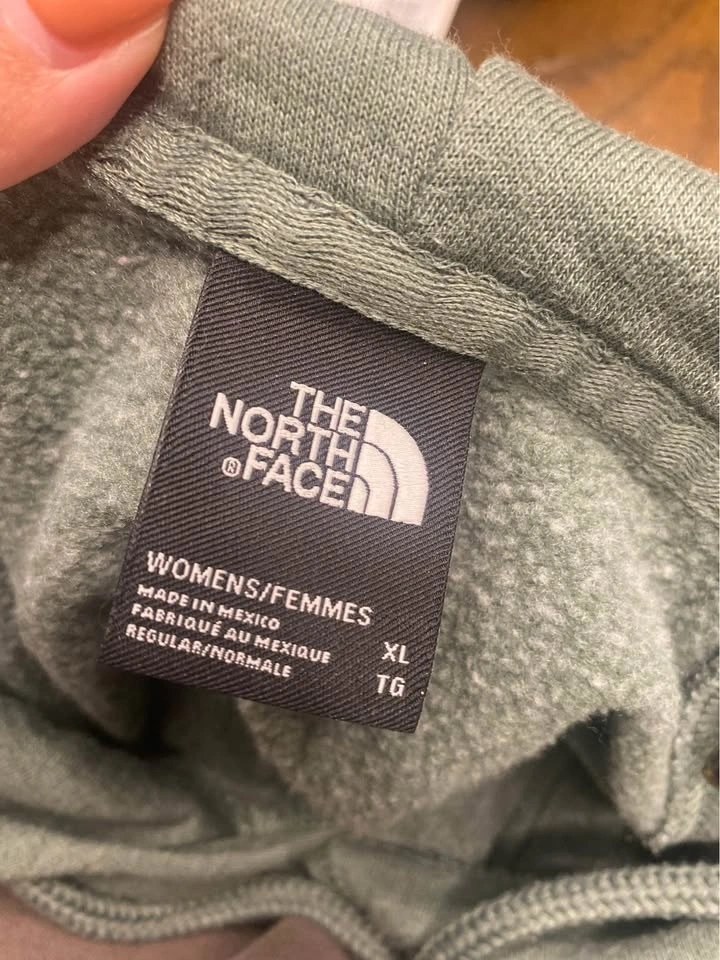 THE
NORTH
®FACE
WOMENS/FEMMES
MADE IN MEXICO
FABRIQUÉ AU MEXIQUE
REGULAR/NORMALE
XL
TG